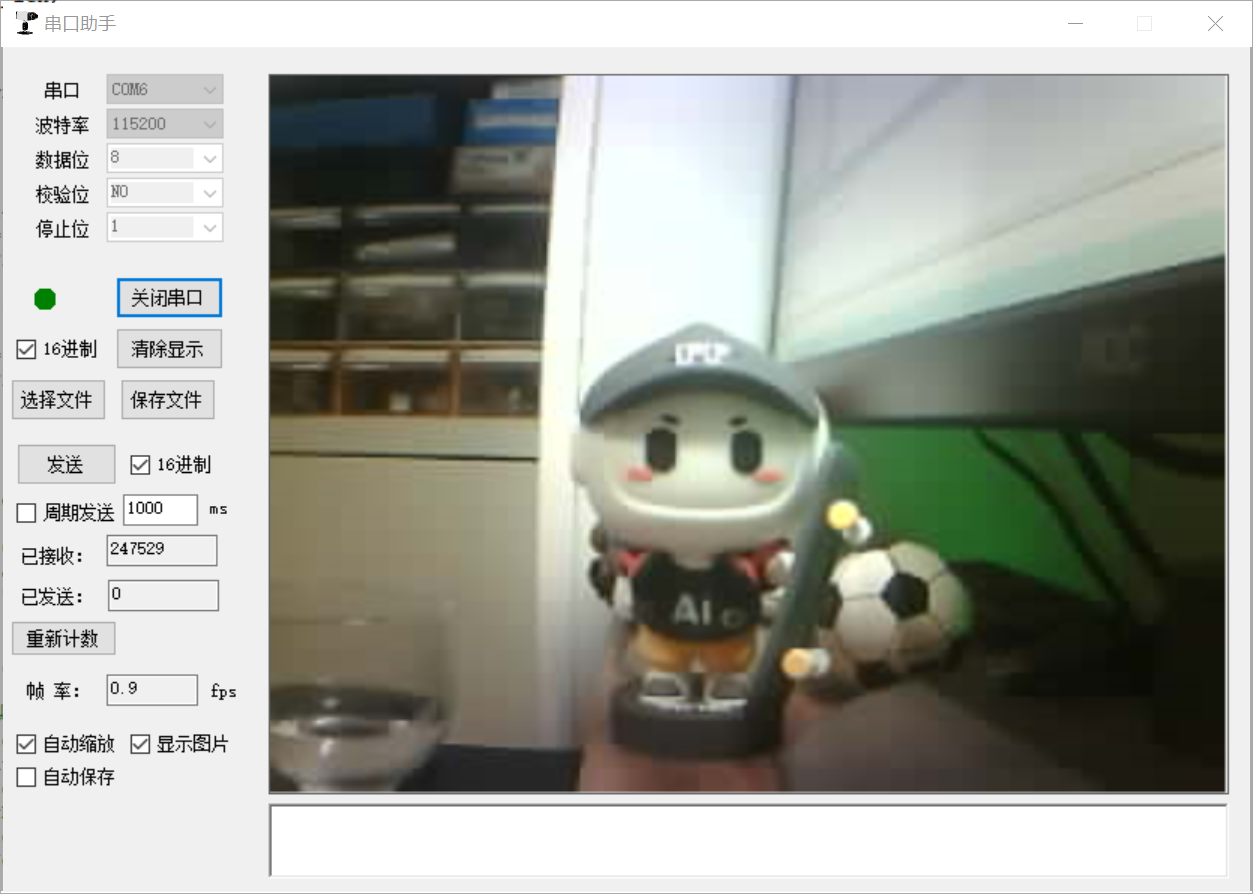 串口助手
串口 COM6
波特率 115200
数据位 8
校验位 NO
停止位 1
关闭串口
16进制 清除显示
选择文件 保存文件
发送 16进制
周期发送 1000 ms
已接收: 247529
已发送: 0
重新计数
帧 率: 0.9 fps
自动缩放 显示图片
自动保存
AI